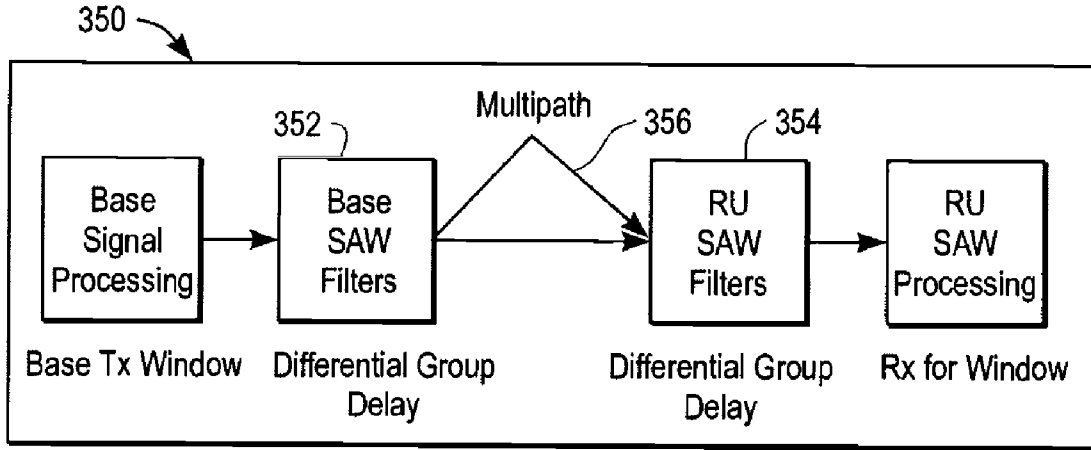 350
Multipath
352
356
354
Base
Signal
Processing
Base
SAW
Filters
RU
SAW
Filters
RU
SAW
Processing
Base Tx Window
Differential Group
Delay
Differential Group
Delay
Rx for Window